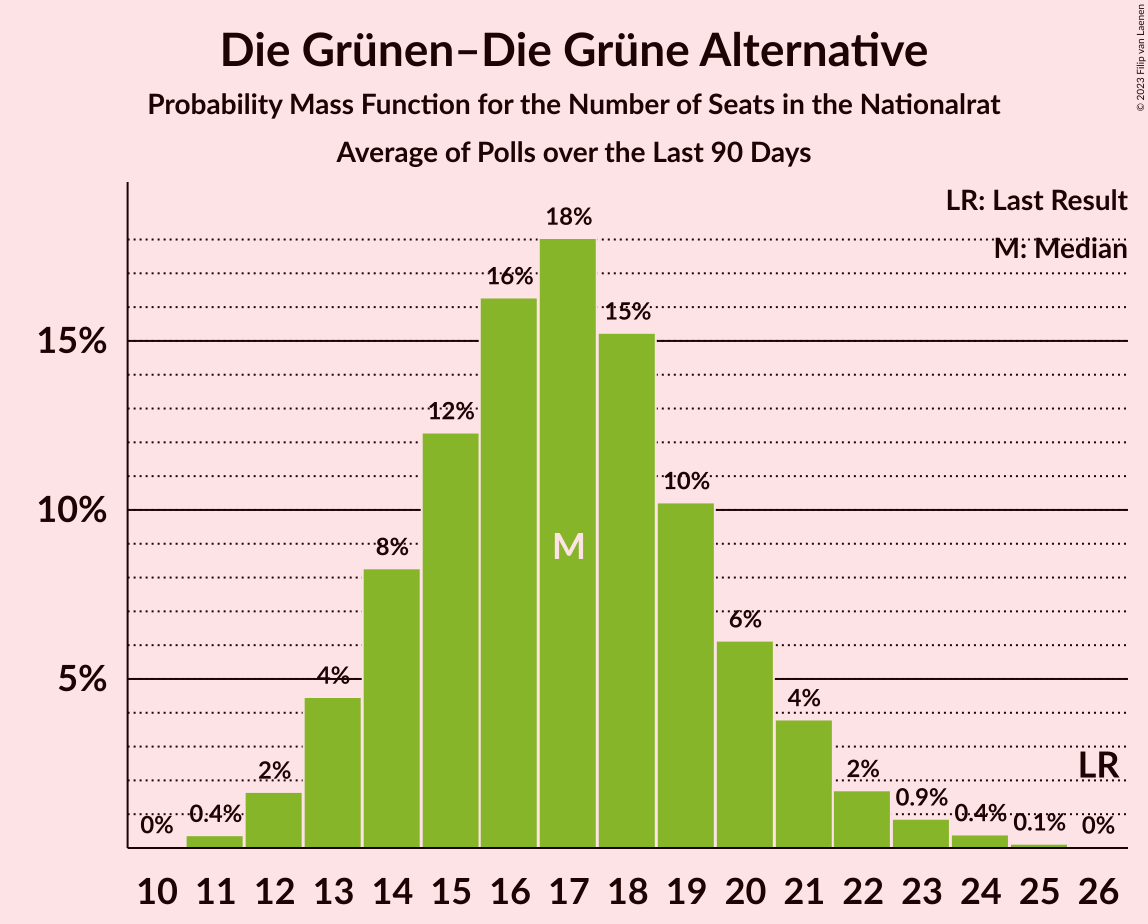 Die Grünen–Die Grüne Alternative
Probability Mass Function for the Number of Seats in the Nationalrat
Average of Polls over the Last 90 Days
© 2023 Filip van Laenen
LR: Last Result
M: Median
18%
16%
15%
15%
12%
10%
10%
M
8%
6%
5%
4%
4%
2%
2%
LR
0%
0.4%
0.9%
0.4%
0.1%
0%
10 11 12 13 14 15 16 17 18 19 20 21 22 23 24 25 26